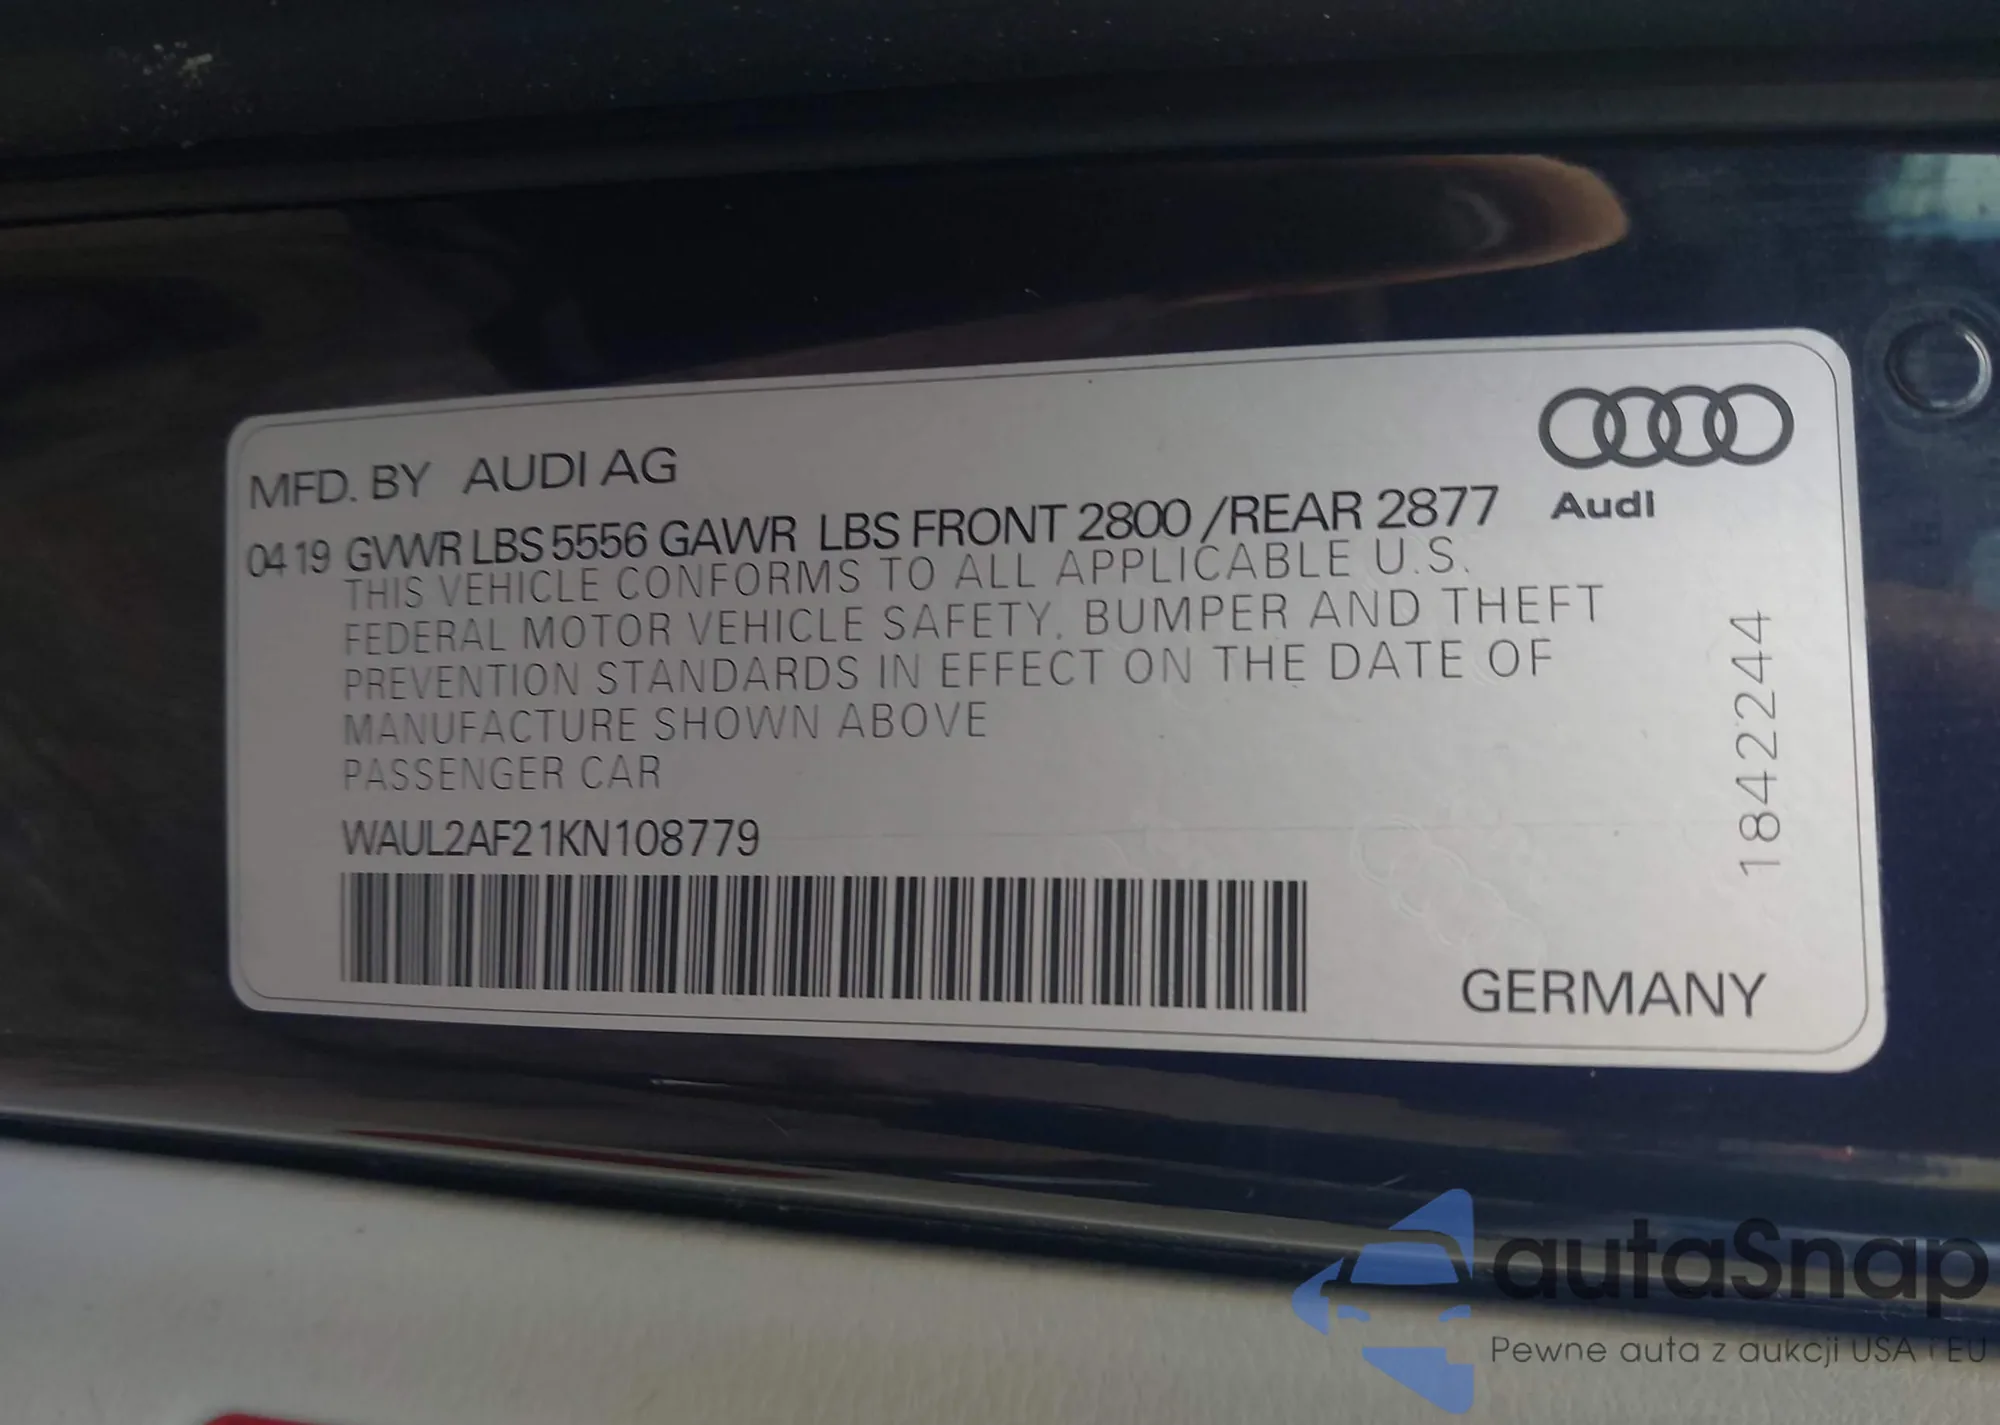 MFD. BY AUDI AG
Audi
04 19 GVWR LBS 5556 GAWR LBS FRONT 2800 /REAR 2877
THIS VEHICLE CONFORMS TO ALL APPLICABLE U.S.
FEDERAL MOTOR VEHICLE SAFETY, BUMPER AND THEFT
PREVENTION STANDARDS IN EFFECT ON THE DATE OF
MANUFACTURE SHOWN ABOVE
PASSENGER CAR
WAUL2AF21KN108779
1842244
GERMANY
autaSnap
Pewne auta z aukcji USA i EU